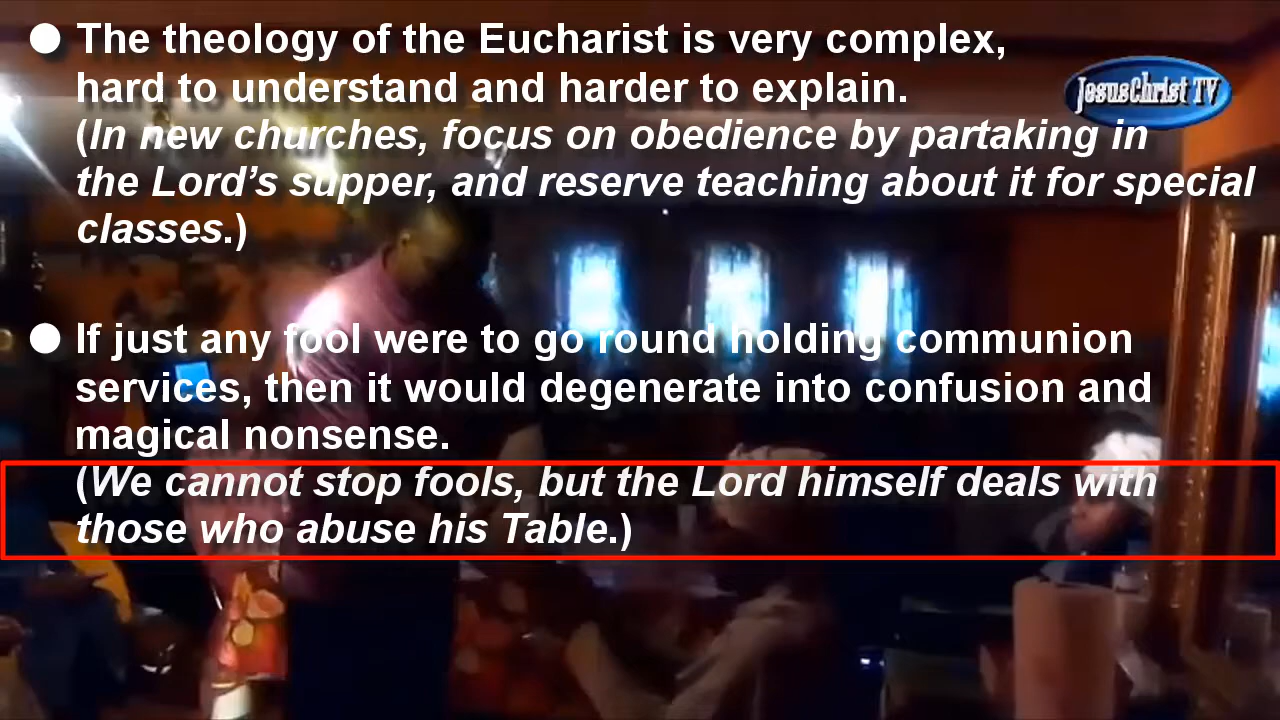 ● The theology of the Eucharist is very complex,
hard to understand and harder to explain.
(In new churches, focus on obedience by partaking in
the Lord’s supper, and reserve teaching about it for special
classes.)
JesusChrist TV
● If just any fool were to go round holding communion
services, then it would degenerate into confusion and
magical nonsense.
(We cannot stop fools, but the Lord himself deals with
those who abuse his Table.)